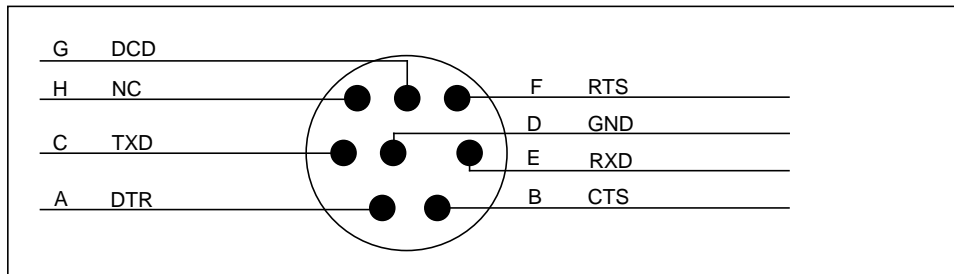 G DCD
H NC
C TXD
A DTR
F RTS
D GND
E RXD
B CTS